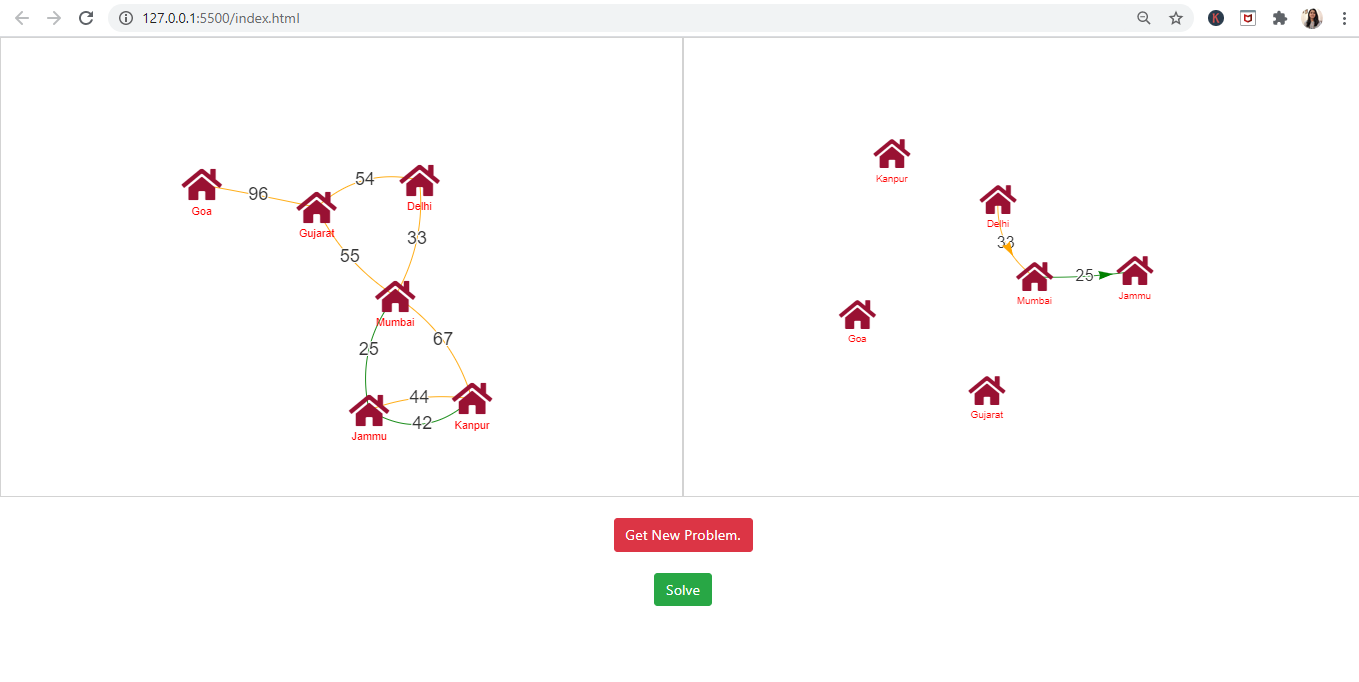 127.0.0.1:5500/index.html
K
96
Goa
54
Delhi
Gujarat
33
55
Mumbai
25
67
44
42
Jammu
Kanpur
Kanpur
Delhi
33
25
Mumbai
Jammu
Goa
Gujarat
Get New Problem.
Solve